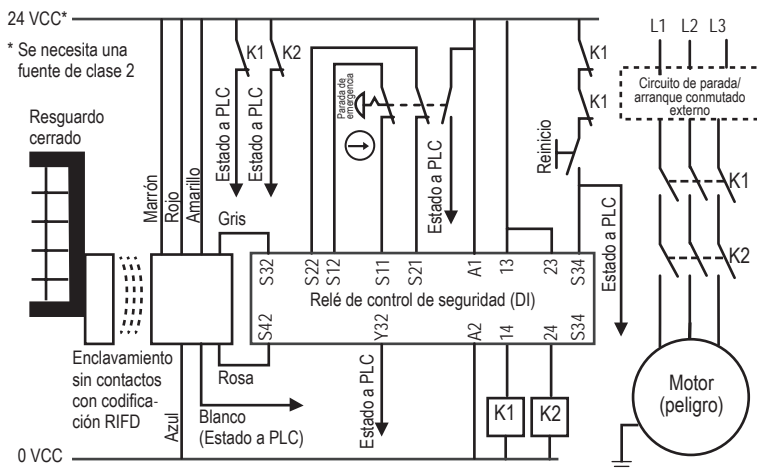 24 VCC*
* Se necesita una
fuente de clase 2
Resguardo
cerrado
Marrón
Rojo
Amarillo
K1
K2
Estado a PLC
Estado a PLC
Gris
Parada de
emergencia
Estado a PLC
K1
K1
Reinicio
Estado a PLC
L1 L2 L3
Circuito de parada/
arranque conmutado
externo
K1
K2
S32
S22
S12
S11
S21
A1
13
23
S34
Relé de control de seguridad (DI)
S42
Y32
A2
14
24
S34
Enclavamiento
sin contactos
con codifica-
ción RIFD
Azul
Rosa
Blanco
(Estado a PLC)
Estado a PLC
K1
K2
Motor
(peligro)
0 VCC